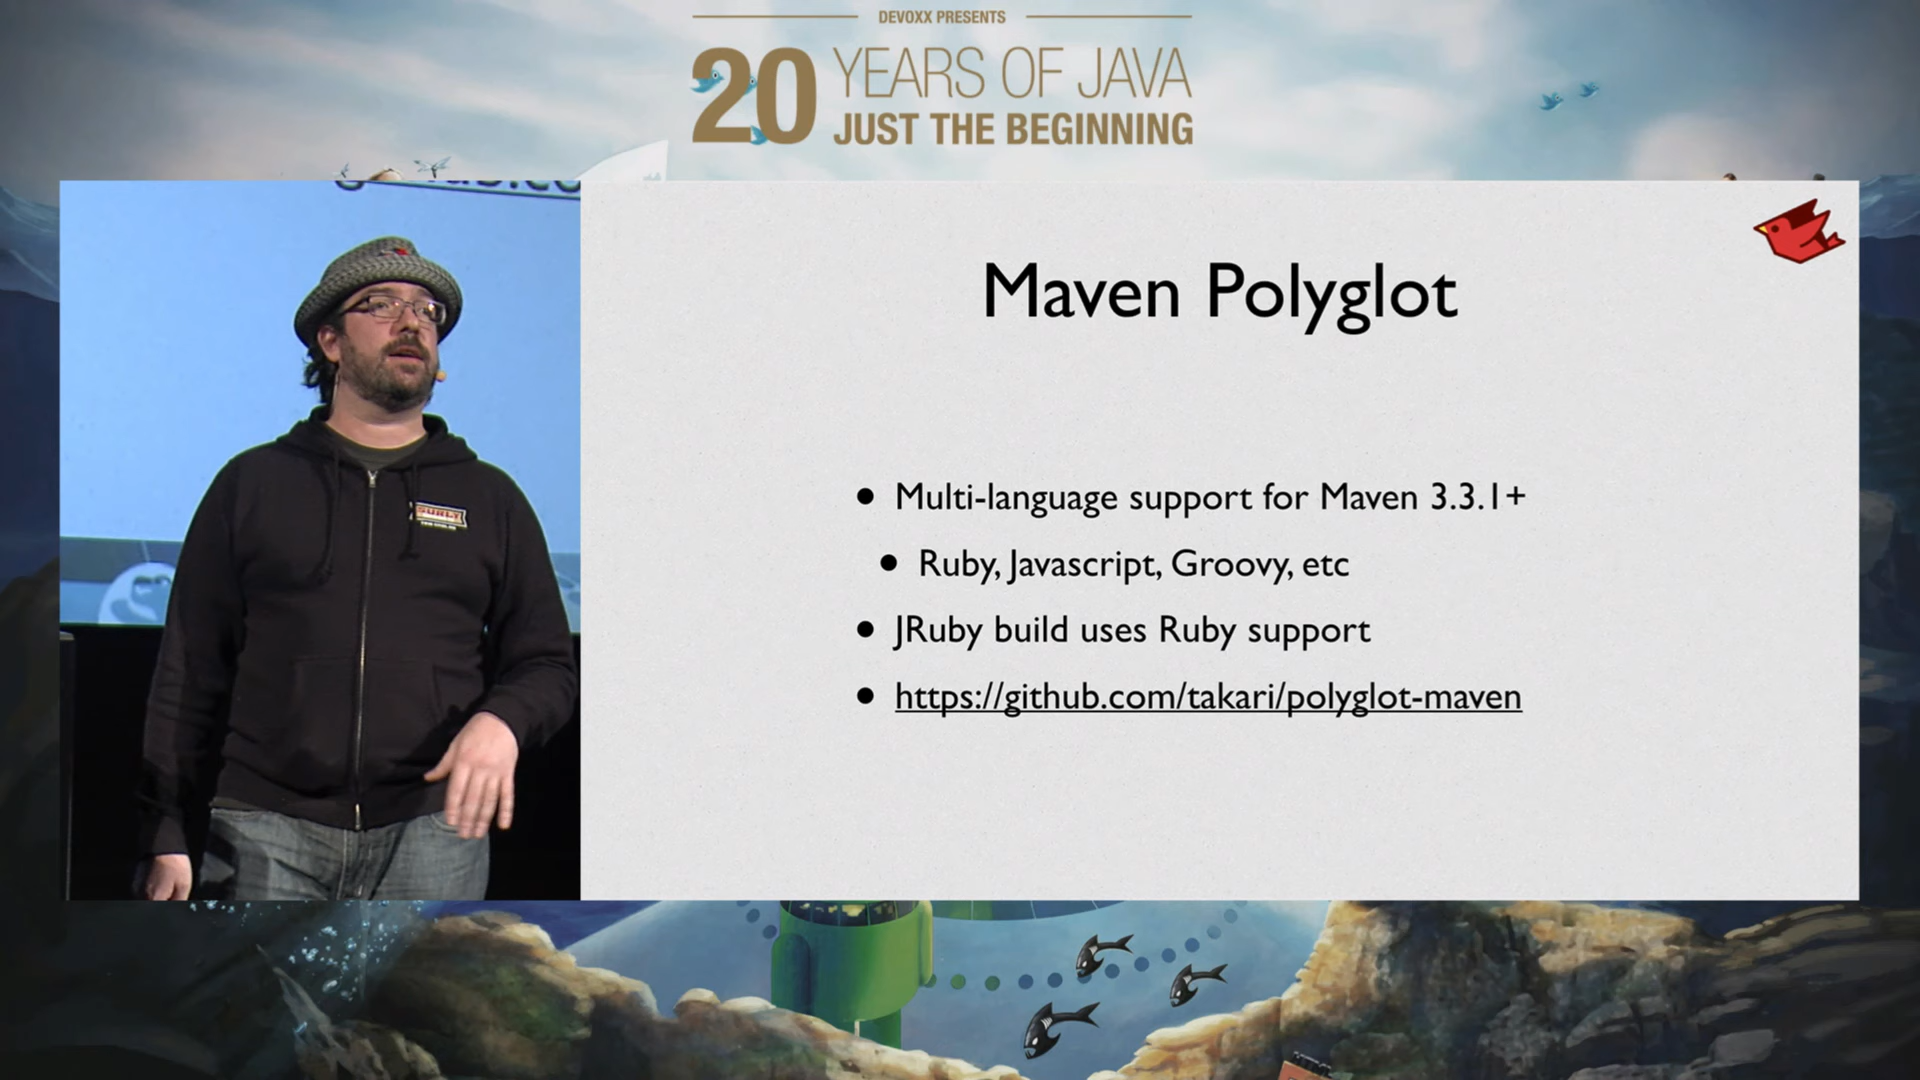 DEVOXX PRESENTS
20 YEARS OF JAVA
JUST THE BEGINNING
Maven Polyglot
• Multi-language support for Maven 3.3.1+
• Ruby, Javascript, Groovy, etc
• JRuby build uses Ruby support
• https://github.com/takari/polyglot-maven
SURLY